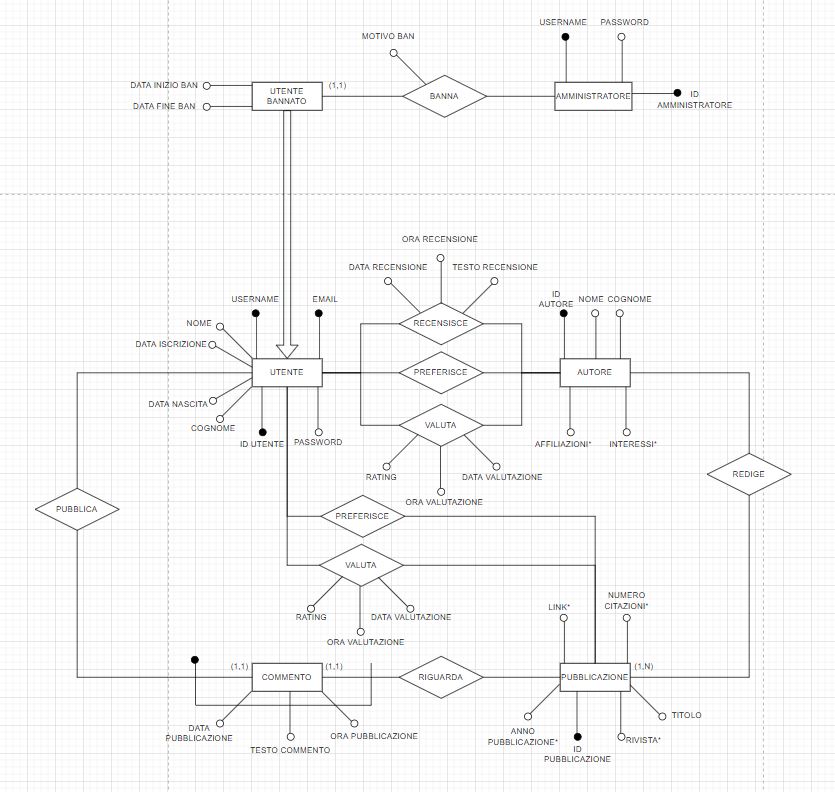 USERNAME
PASSWORD
MOTIVO BAN
DATA INIZIO BAN
(1,1)
UTENTE
BANNATO
BANNA
AMMINISTRATORE
ID
AMMINISTRATORE
DATA FINE BAN
ORA RECENSIONE
DATA RECENSIONE
TESTO RECENSIONE
USERNAME
EMAIL
ID
AUTORE
NOME
COGNOME
NOME
RECENSISCE
DATA ISCRIZIONE
UTENTE
PREFERISCE
AUTORE
DATA NASCITA
COGNOME
VALUTA
ID UTENTE
PASSWORD
AFFILIAZIONI*
INTERESSI*
RATING
DATA VALUTAZIONE
REDIGE
ORA VALUTAZIONE
PUBBLICA
PREFERISCE
VALUTA
RATING
DATA VALUTAZIONE
ORA VALUTAZIONE
LINK*
NUMERO
CITAZIONI*
(1,1)
(1,1)
(1,N)
COMMENTO
RIGUARDA
PUBBLICAZIONE
DATA
PUBBLICAZIONE
TESTO COMMENTO
ORA PUBBLICAZIONE
ANNO
PUBBLICAZIONE*
ID
PUBBLICAZIONE
RIVISTA*
TITOLO